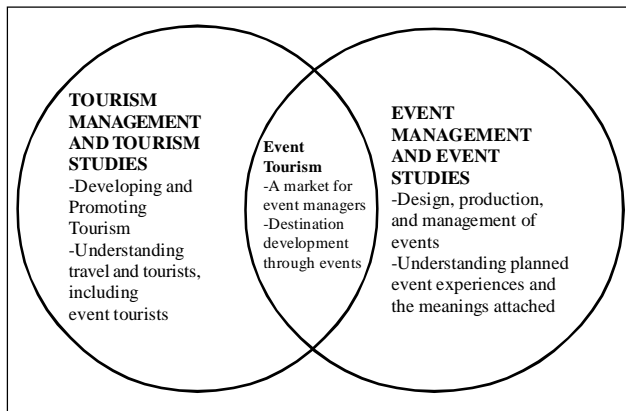 TOURISM
MANAGEMENT
AND TOURISM
STUDIES
-Developing and
Promoting
Tourism
-Understanding
travel and tourists,
including
event tourists
Event
Tourism
-A market for
event managers
-Destination
development
through events
EVENT
MANAGEMENT
AND EVENT
STUDIES
-Design, production,
and management of
events
-Understanding planned
event experiences and
the meanings attached